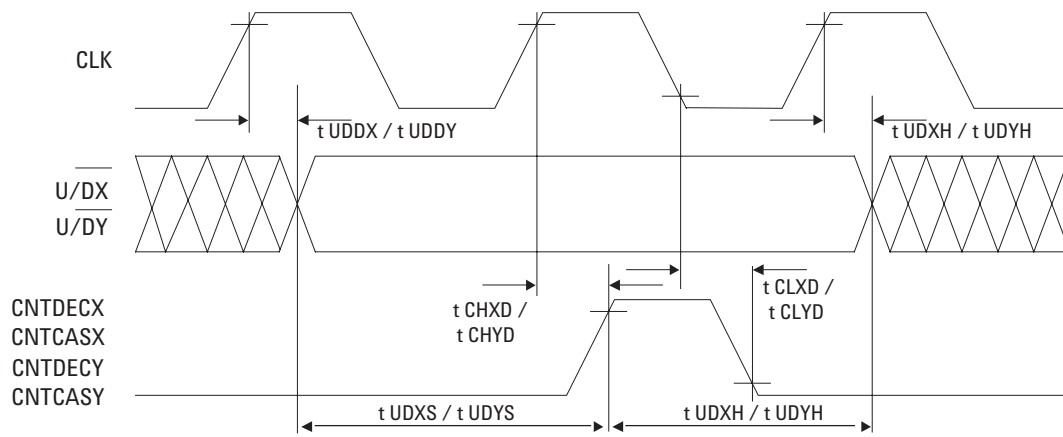 CLK
t UDDX / t UDDY
t UDXH / t UDYH
U/DX
U/DY
CNTDECX
CNTCASX
CNTDECY
CNTCASY
t CHXD /
t CHYD
t CLXD /
t CLYD
t UDXS / t UDYS
t UDXH / t UDYH